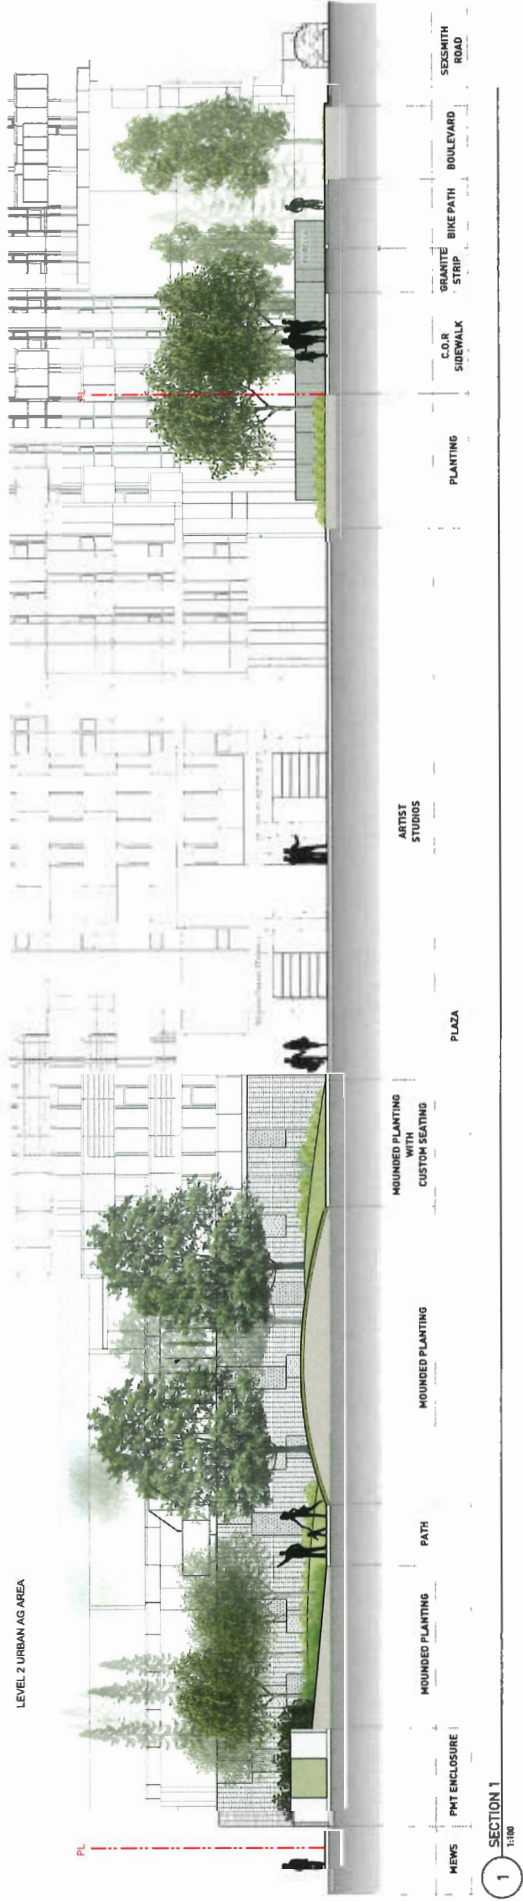 LEVEL 2 URBAN AG AREA
PL
PL
MEWS
PMT ENCLOSURE
MOUNDED PLANTING
PATH
MOUNDED PLANTING
MOUNDED PLANTING
WITH
CUSTOM SEATING
PLAZA
ARTIST
STUDIOS
PLANTING
C.O.R
SIDEWALK
GRANITE
STRIP
BIKE PATH
BOULEVARD
SEXSMITH
ROAD
1
SECTION 1
1:100